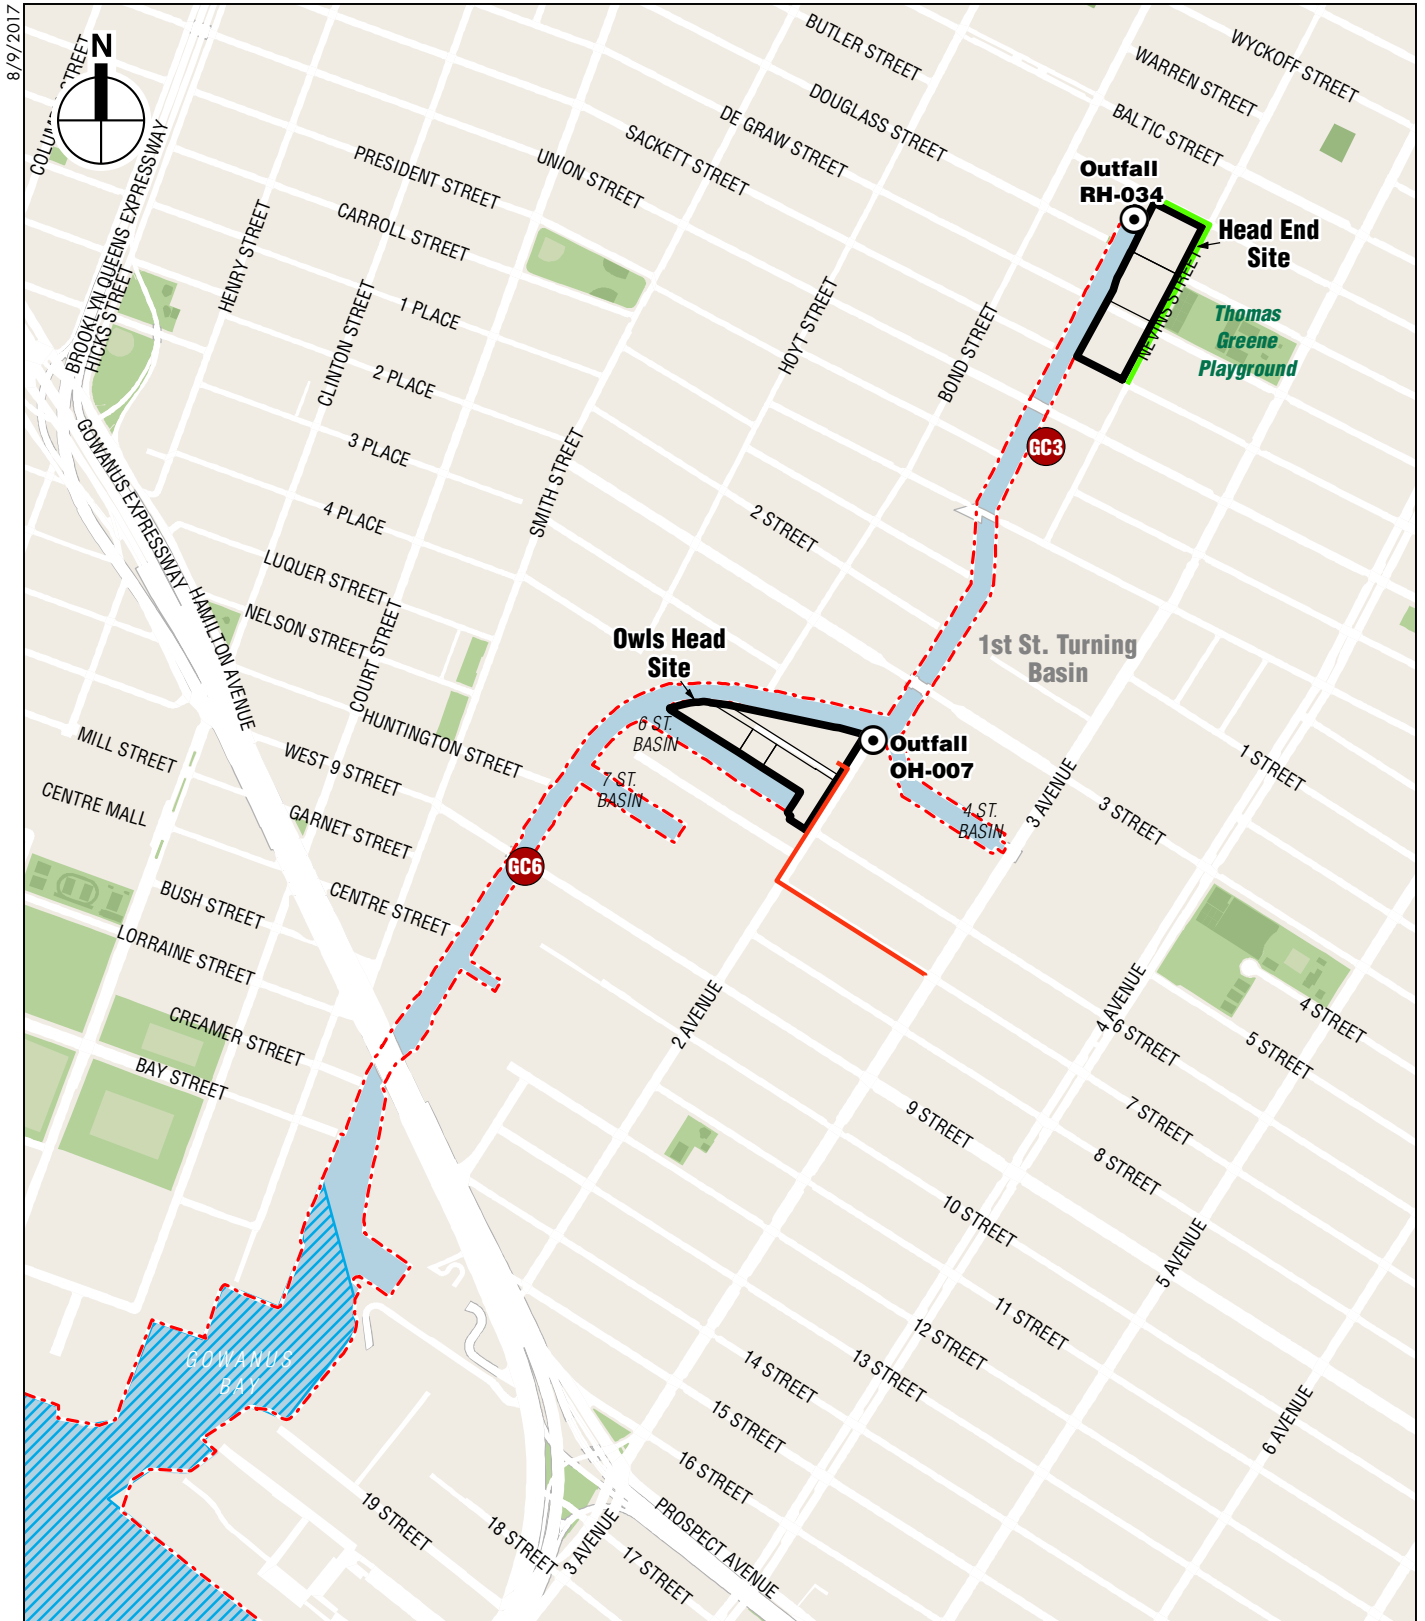 8/9/2017
N
COLUMBIA STREET
BUTLER STREET
WYCKOFF STREET
WARREN STREET
DOUGLASS STREET
BALTIC STREET
DE GRAW STREET
SACKETT STREET
UNION STREET
PRESIDENT STREET
CARROLL STREET
Outfall
RH-034
Head End
Site
BROOKLYN QUEENS EXPRESSWAY
HICKS STREET
HENRY STREET
CLINTON STREET
1 PLACE
HOYT STREET
BOND STREET
NEVINS STREET
Thomas
Greene
Playground
2 PLACE
3 PLACE
4 PLACE
SMITH STREET
GC3
GOWANUS EXPRESSWAY
2 STREET
LUQUER STREET
NELSON STREET
HAMILTON AVENUE
COURT STREET
Owls Head
Site
1st St. Turning
Basin
HUNTINGTON STREET
6 ST.
BASIN
Outfall
OH-007
MILL STREET
WEST 9 STREET
7 ST.
BASIN
4 ST.
BASIN
3 AVENUE
1 STREET
3 STREET
CENTRE MALL
GARNET STREET
GC6
BUSH STREET
CENTRE STREET
LORRAINE STREET
CREAMER STREET
BAY STREET
2 AVENUE
4 AVENUE
4 STREET
5 STREET
6 STREET
7 STREET
8 STREET
9 STREET
10 STREET
5 AVENUE
11 STREET
12 STREET
13 STREET
14 STREET
15 STREET
16 STREET
6 AVENUE
GOWANUS
BAY
19 STREET
18 STREET
3 AVENUE
17 STREET
PROSPECT AVENUE